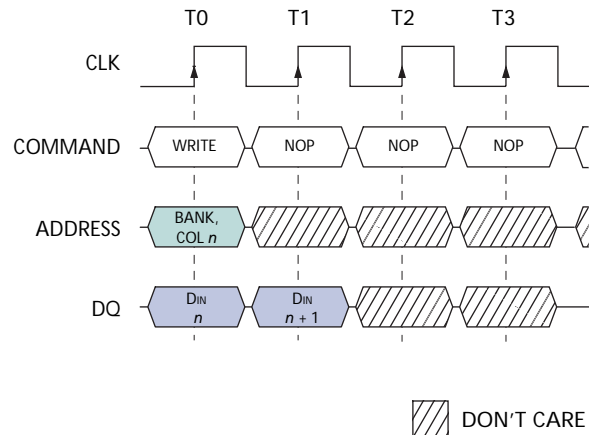 T0 T1 T2 T3
CLK
COMMAND WRITE NOP NOP NOP
ADDRESS BANK,
COL n
DQ DIN
n
DIN
n + 1
DON'T CARE